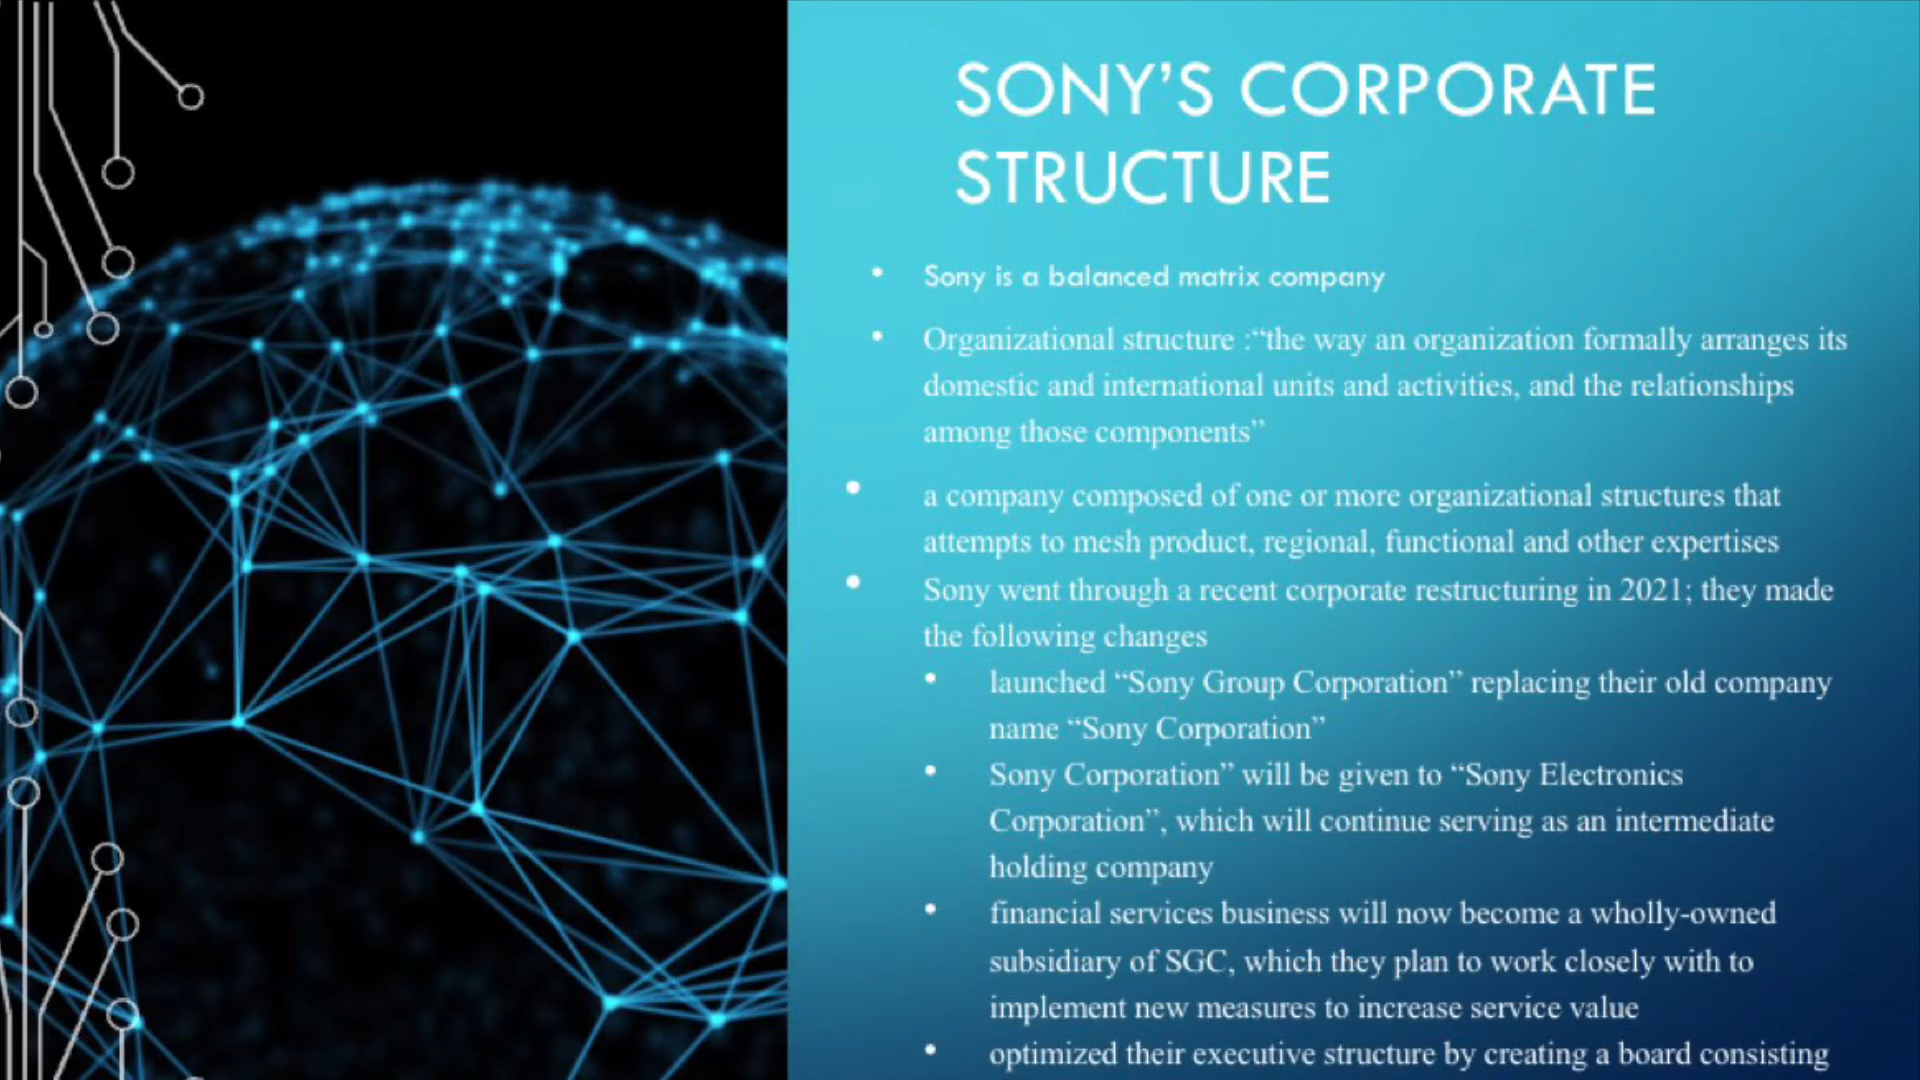 SONY’S CORPORATE
STRUCTURE
• Sony is a balanced matrix company
• Organizational structure :“the way an organization formally arranges its
domestic and international units and activities, and the relationships
among those components”
• a company composed of one or more organizational structures that
attempts to mesh product, regional, functional and other expertises
• Sony went through a recent corporate restructuring in 2021; they made
the following changes
• launched “Sony Group Corporation” replacing their old company
name “Sony Corporation”
• Sony Corporation” will be given to “Sony Electronics
Corporation”, which will continue serving as an intermediate
holding company
• financial services business will now become a wholly-owned
subsidiary of SGC, which they plan to work closely with to
implement new measures to increase service value
• optimized their executive structure by creating a board consisting